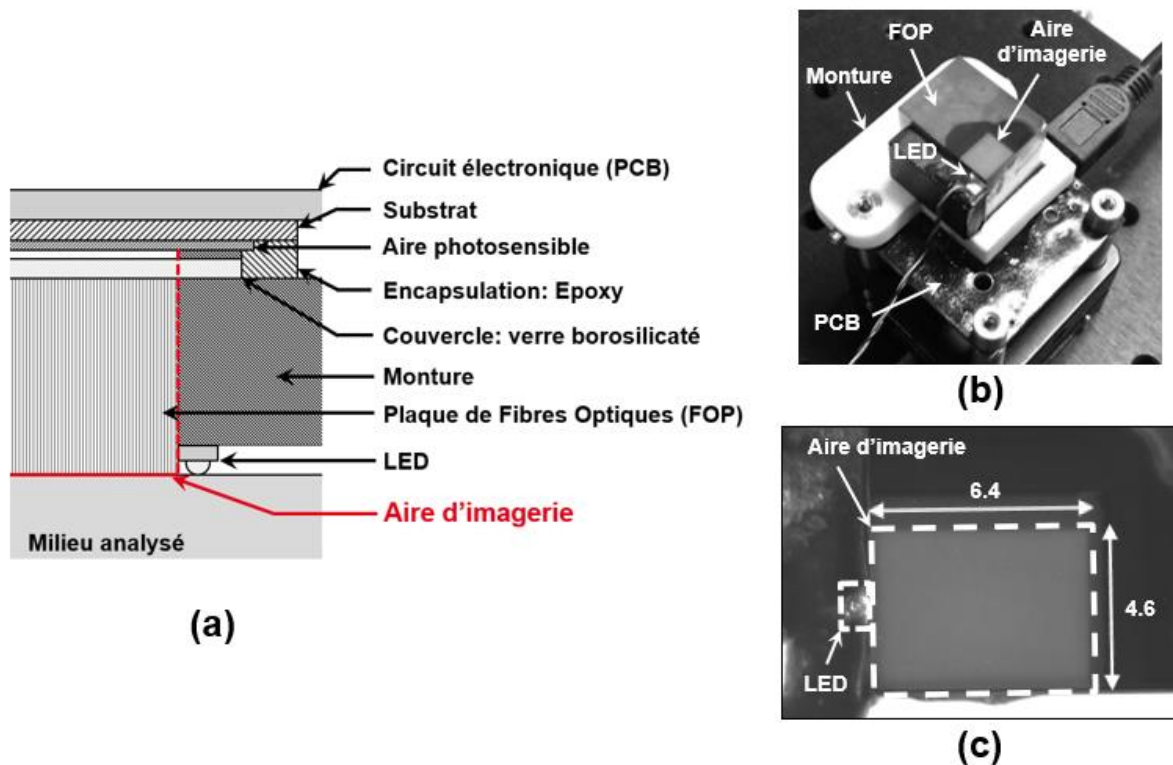 Circuit électronique (PCB)
Substrat
Aire photosensible
Encapsulation: Epoxy
Couvercle: verre borosilicaté
Monture
Plaque de Fibres Optiques (FOP)
LED
Aire d'imagerie
Milieu analysé
(a)
FOP
Aire
d'imagerie
Monture
LED
PCB
(b)
Aire d'imagerie
6.4
4.6
LED
(c)